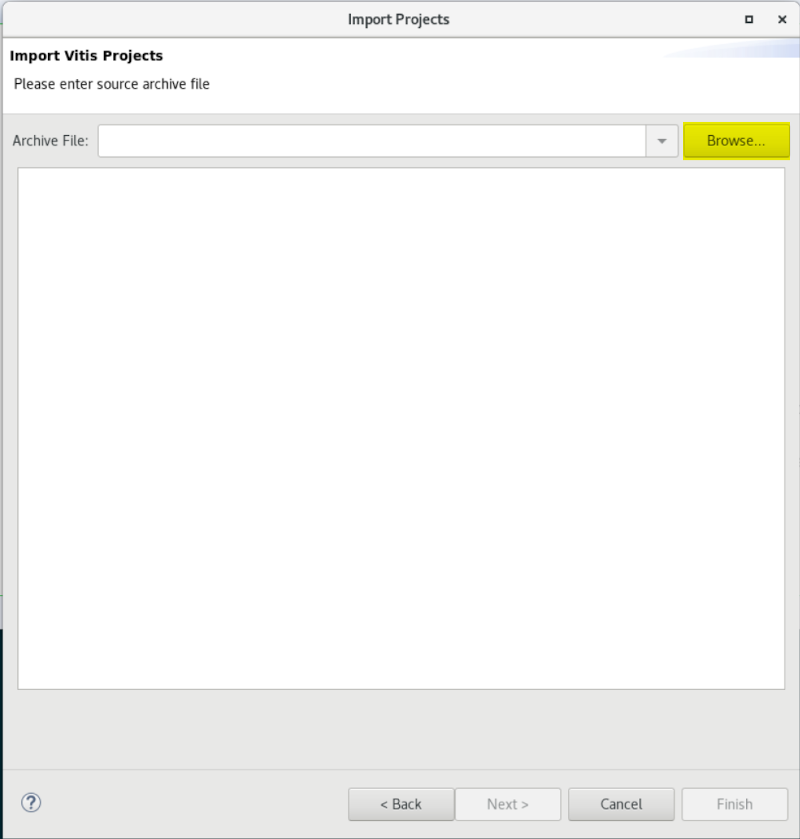 Import Projects
Import Vitis Projects
Please enter source archive file
Archive File:
Browse...
?
< Back
Next >
Cancel
Finish